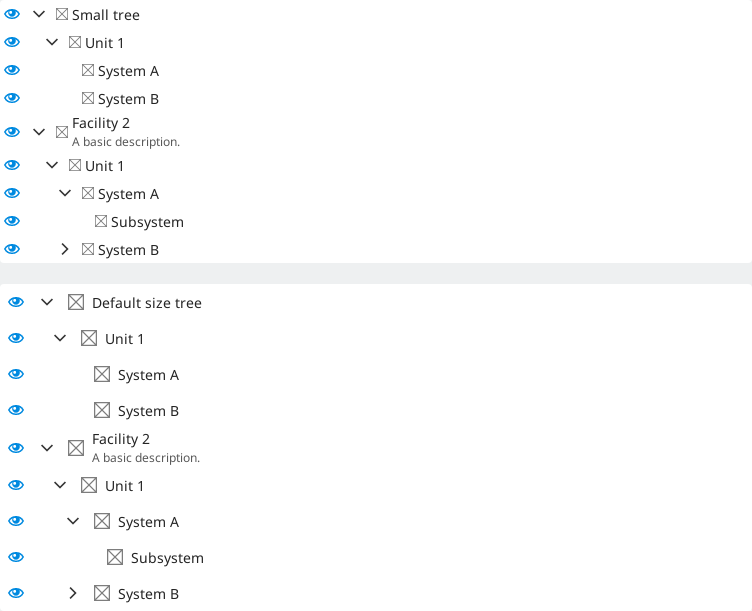 Small tree
Unit 1
System A
System B
Facility 2
A basic description.
Unit 1
System A
Subsystem
System B
Default size tree
Unit 1
System A
System B
Facility 2
A basic description.
Unit 1
System A
Subsystem
System B